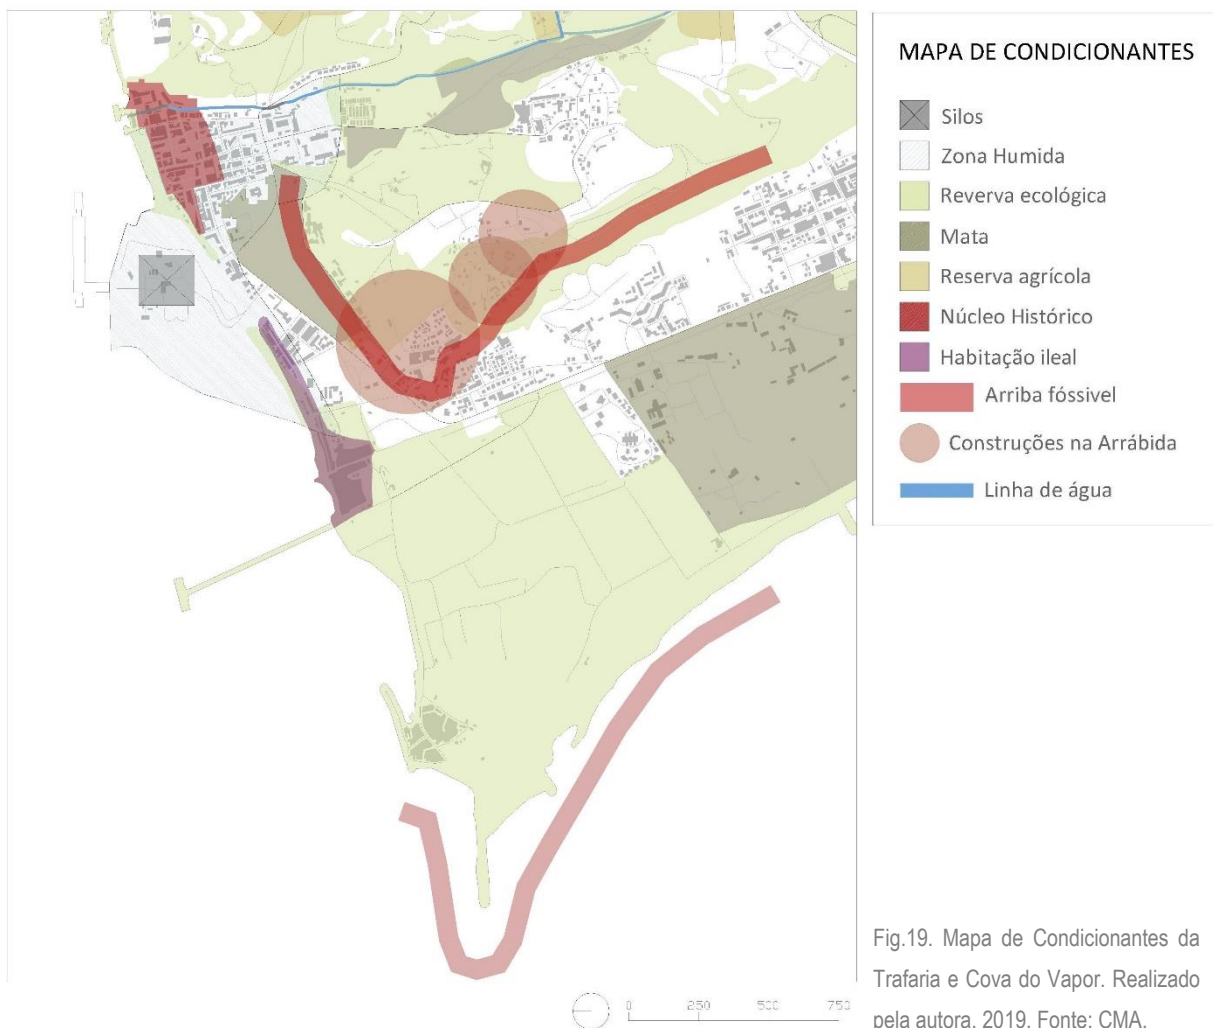 MAPA DE CONDICIONANTES
Silos
Zona Humida
Reverva ecológica
Mata
Reserva agrícola
Núcleo Histórico
Habitação ileal
Arriba fóssivel
Construções na Arrábida
Linha de água
Fig.19. Mapa de Condicionantes da
Trafaria e Cova do Vapor. Realizado
pela autora, 2019. Fonte: CMA.
0 250 500 750